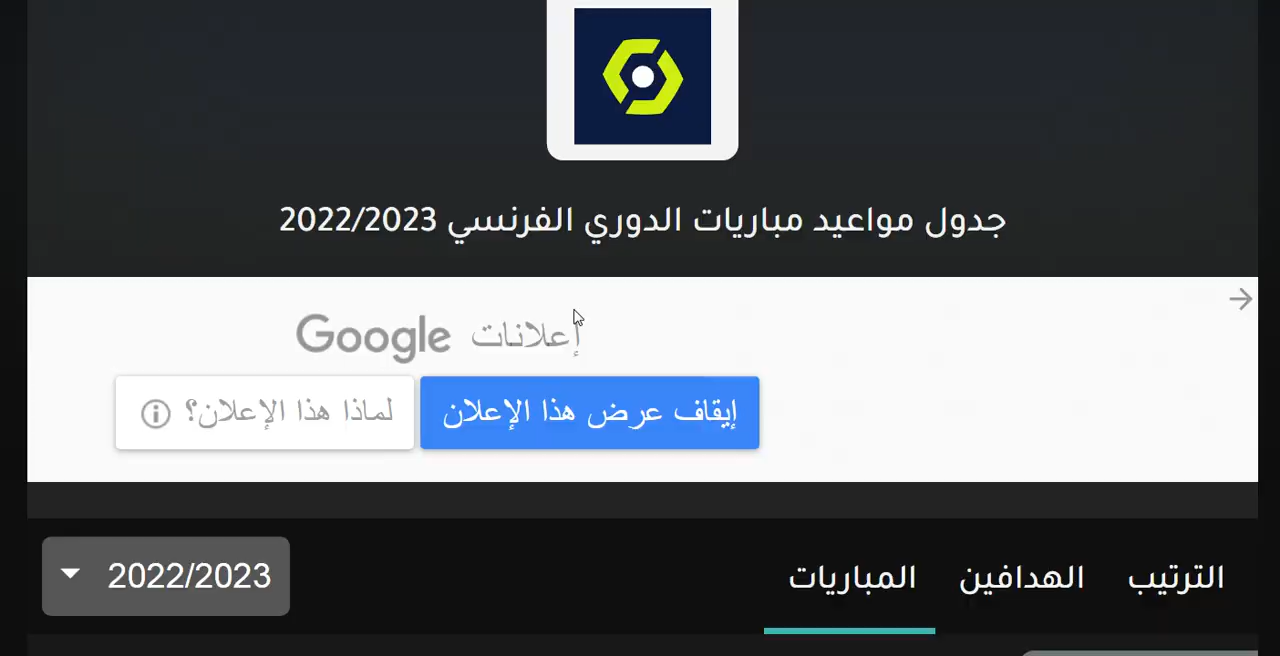 جدول مواعيد مباريات الدوري الفرنسي 2022/2023
إعلانات Google
إيقاف عرض هذا الإعلان
لماذا هذا الإعلان؟
الترتيب
الهدافين
المباريات
2022/2023